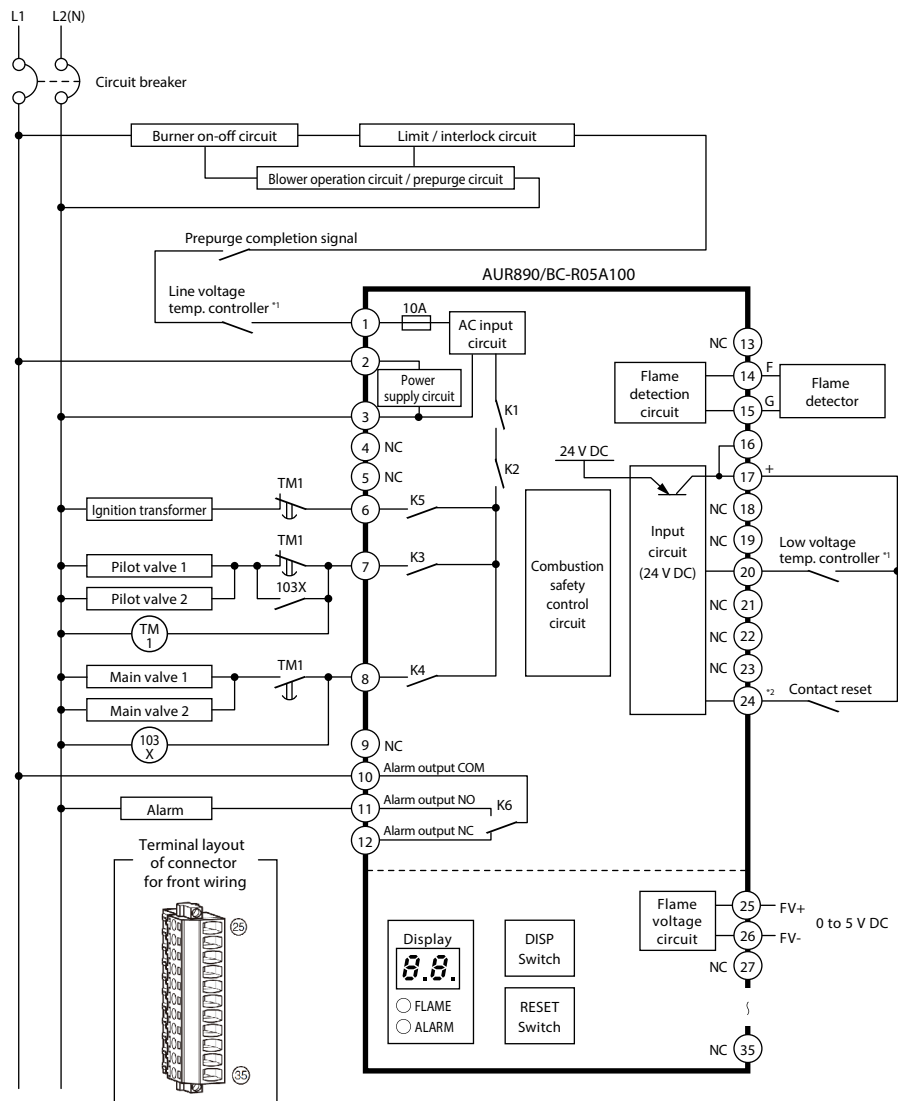 L1 L2(N)
Circuit breaker
Burner on-off circuit
Limit / interlock circuit
Blower operation circuit / prepurge circuit
Prepurge completion signal
AUR890/BC-R05A100
Line voltage
temp. controller *1
1
10A
AC input
circuit
2
Power
supply circuit
3
4 NC
5 NC
K1
K2
TM1
Ignition transformer
6
K5
TM1
Pilot valve 1
7
K3
103X
Pilot valve 2
TM
1
TM1
Main valve 1
8
K4
Main valve 2
103
X
9 NC
10 Alarm output COM
Alarm
11 Alarm output NO
K6
12 Alarm output NC
NC 13
Flame
detection
circuit
14 F
15 G
Flame
detector
16
24 V DC
17 +
NC 18
Input
circuit
(24 V DC)
NC 19
Low voltage
temp. controller *1
20
Combustion
safety
control
circuit
NC 21
NC 22
NC 23
24 *2 Contact reset
Terminal layout
of connector
for front wiring
25
35
Display
8.8.
FLAME
ALARM
DISP
Switch
RESET
Switch
Flame
voltage
circuit
25 FV+
26 FV-
0 to 5 V DC
NC 27
NC 35